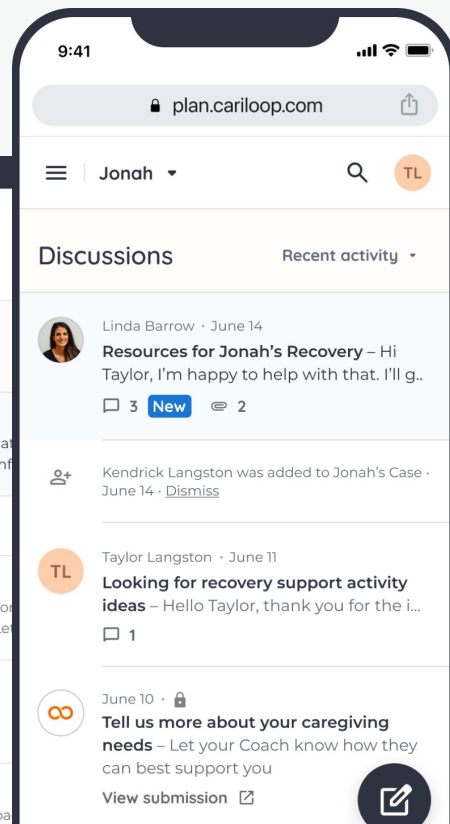 9:41
plan.cariloop.com
Jonah
TL
Discussions
Recent activity
Linda Barrow · June 14
Resources for Jonah’s Recovery – Hi
Taylor, I’m happy to help with that. I’ll g..
3 New 2
Kendrick Langston was added to Jonah’s Case ·
June 14 · Dismiss
TL
Taylor Langston · June 11
Looking for recovery support activity
ideas – Hello Taylor, thank you for the i...
1
June 10 ·
Tell us more about your caregiving
needs – Let your Coach know how they
can best support you
View submission